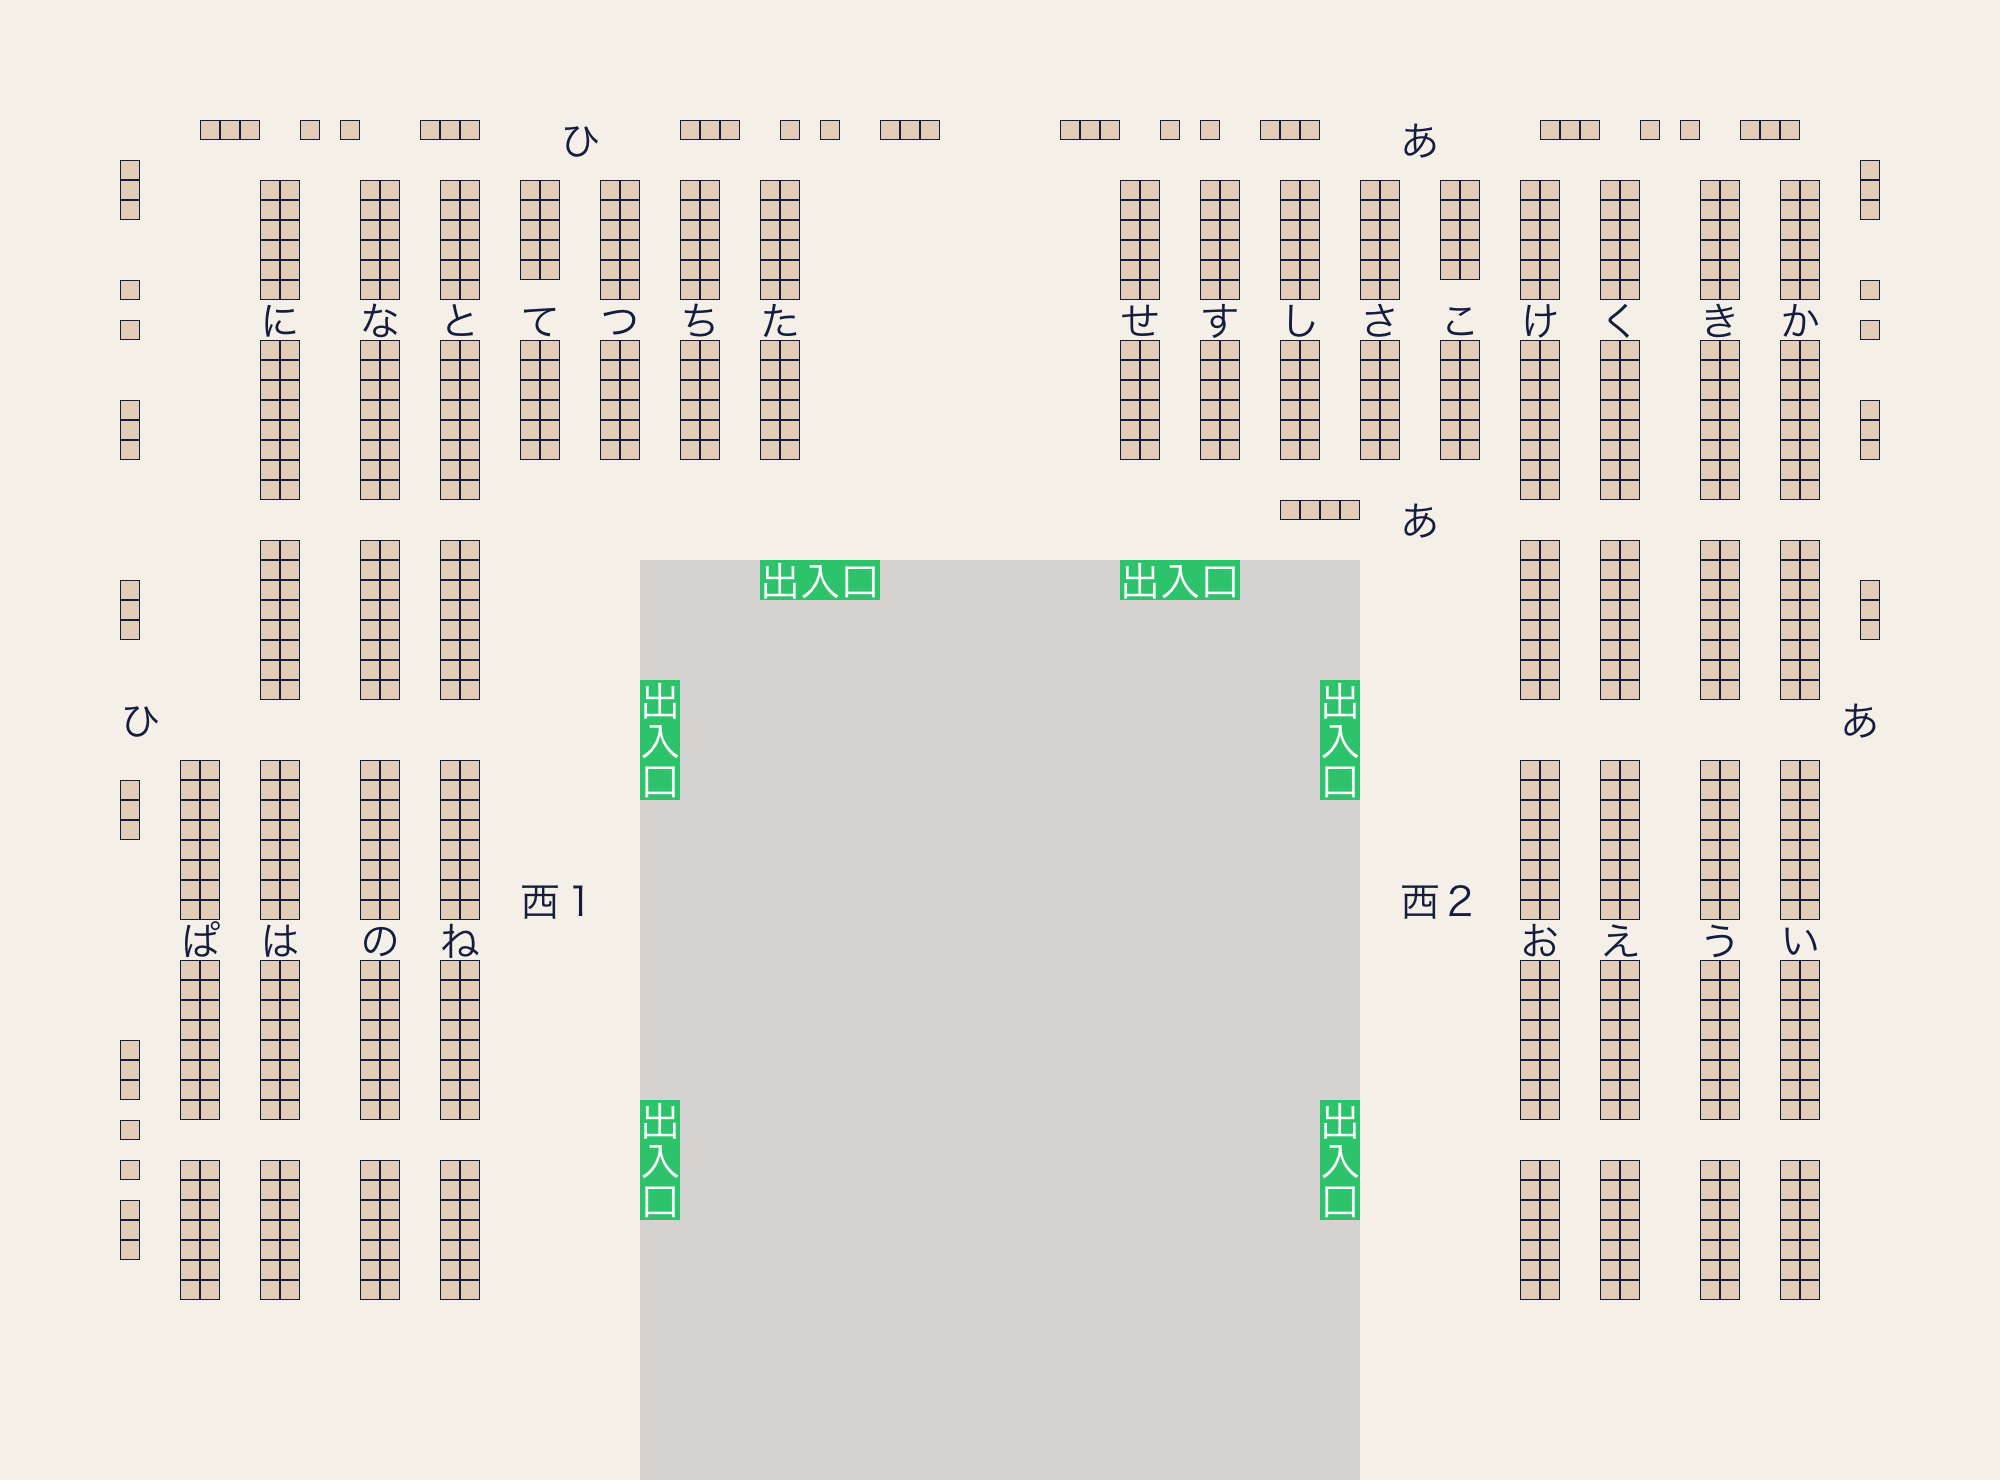 ひ
あ
に な と て つ ち た
せ す し さ こ け く き か
あ
出入口
出入口
出入口
出入口
ひ
あ
西1
西2
ぱ は の ね
お え う い
出入口
出入口